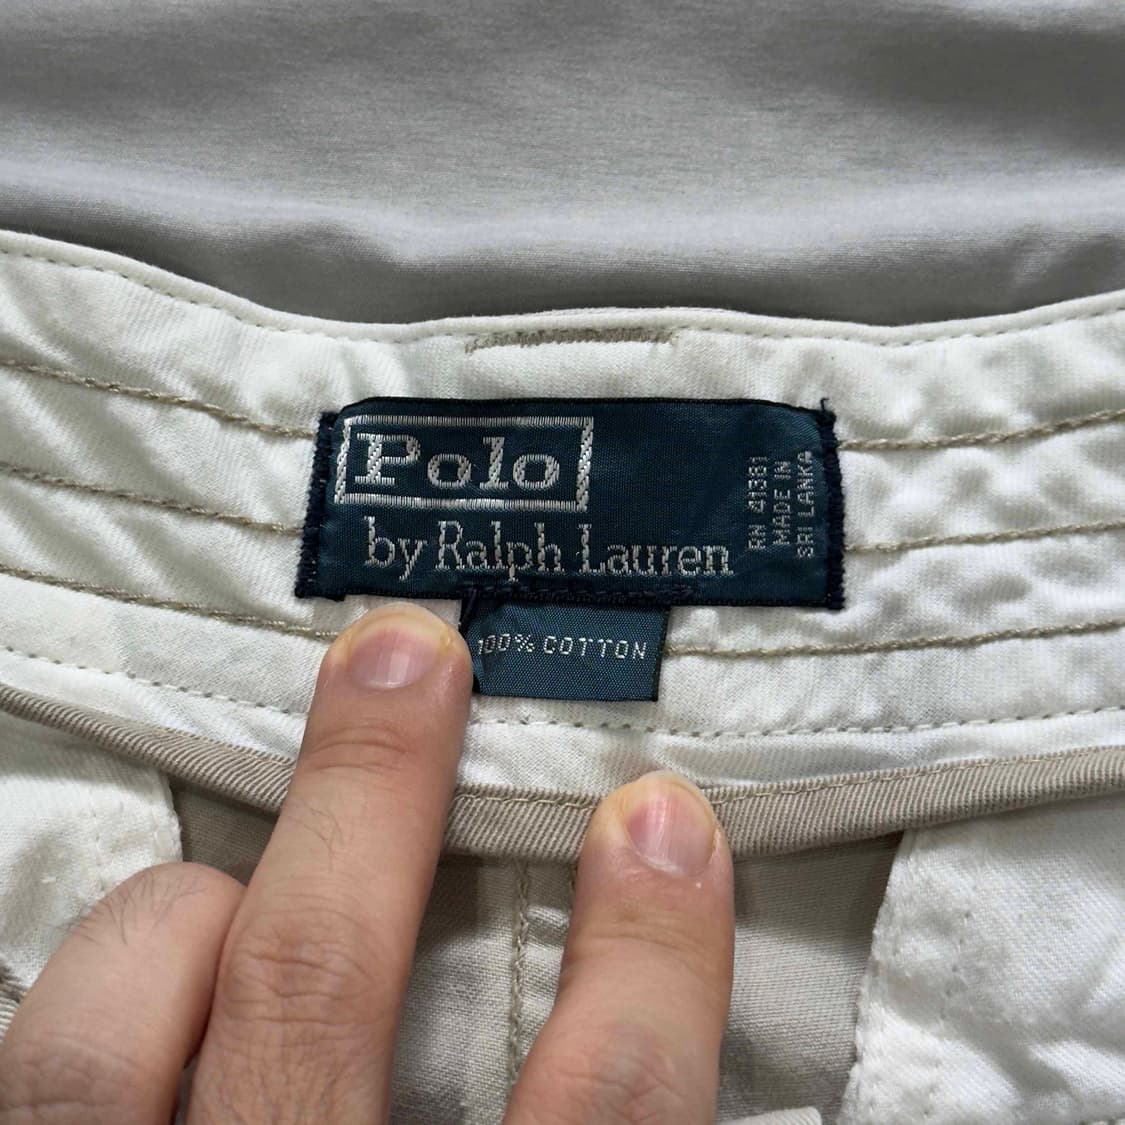 Polo
by Ralph Lauren
RN 41381
MADE IN
SRI LANKA
100% COTTON